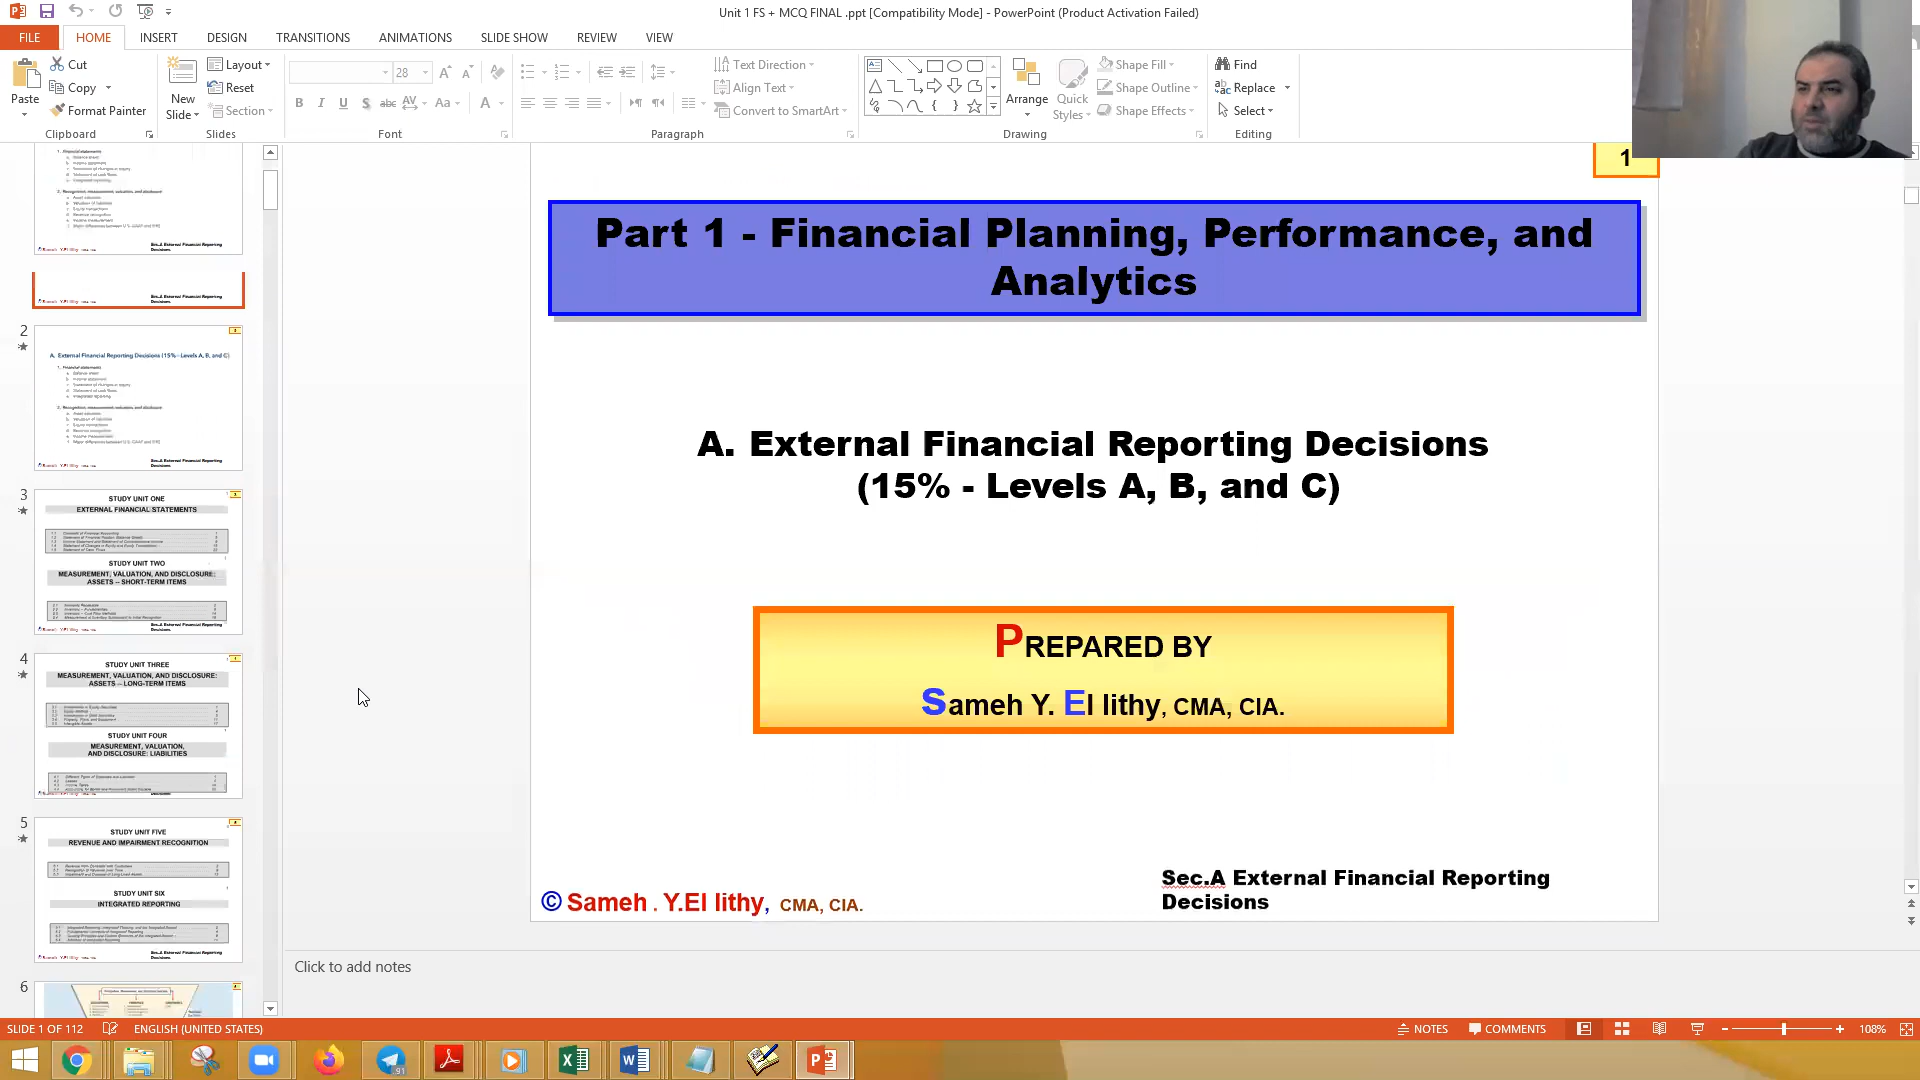 Unit 1 FS + MCQ FINAL .ppt [Compatibility Mode] - PowerPoint (Product Activation Failed)
FILE HOME INSERT DESIGN TRANSITIONS ANIMATIONS SLIDE SHOW REVIEW VIEW
Paste
Cut
Copy
Format Painter
Clipboard
New Slide
Layout
Reset
Section
Slides
28
Font
Text Direction
Align Text
Convert to SmartArt
Paragraph
Arrange
Quick Styles
Shape Fill
Shape Outline
Shape Effects
Drawing
Find
Replace
Select
Editing
Sec.A External Financial Reporting
Decisions.
2
A. External Financial Reporting Decisions (15% - Levels A, B, and C)
3
STUDY UNIT ONE
EXTERNAL FINANCIAL STATEMENTS
STUDY UNIT TWO
MEASUREMENT, VALUATION, AND DISCLOSURE:
ASSETS -- SHORT-TERM ITEMS
4
STUDY UNIT THREE
MEASUREMENT, VALUATION, AND DISCLOSURE:
ASSETS -- LONG-TERM ITEMS
STUDY UNIT FOUR
MEASUREMENT, VALUATION,
AND DISCLOSURE: LIABILITIES
5
STUDY UNIT FIVE
REVENUE AND IMPAIRMENT RECOGNITION
STUDY UNIT SIX
INTEGRATED REPORTING
6
1
Part 1 - Financial Planning, Performance, and
Analytics
A. External Financial Reporting Decisions
(15% - Levels A, B, and C)
PREPARED BY
Sameh Y. El lithy, CMA, CIA.
© Sameh . Y.El lithy, CMA, CIA.
Sec.A External Financial Reporting
Decisions
Click to add notes
SLIDE 1 OF 112 ENGLISH (UNITED STATES) NOTES COMMENTS 108%
91